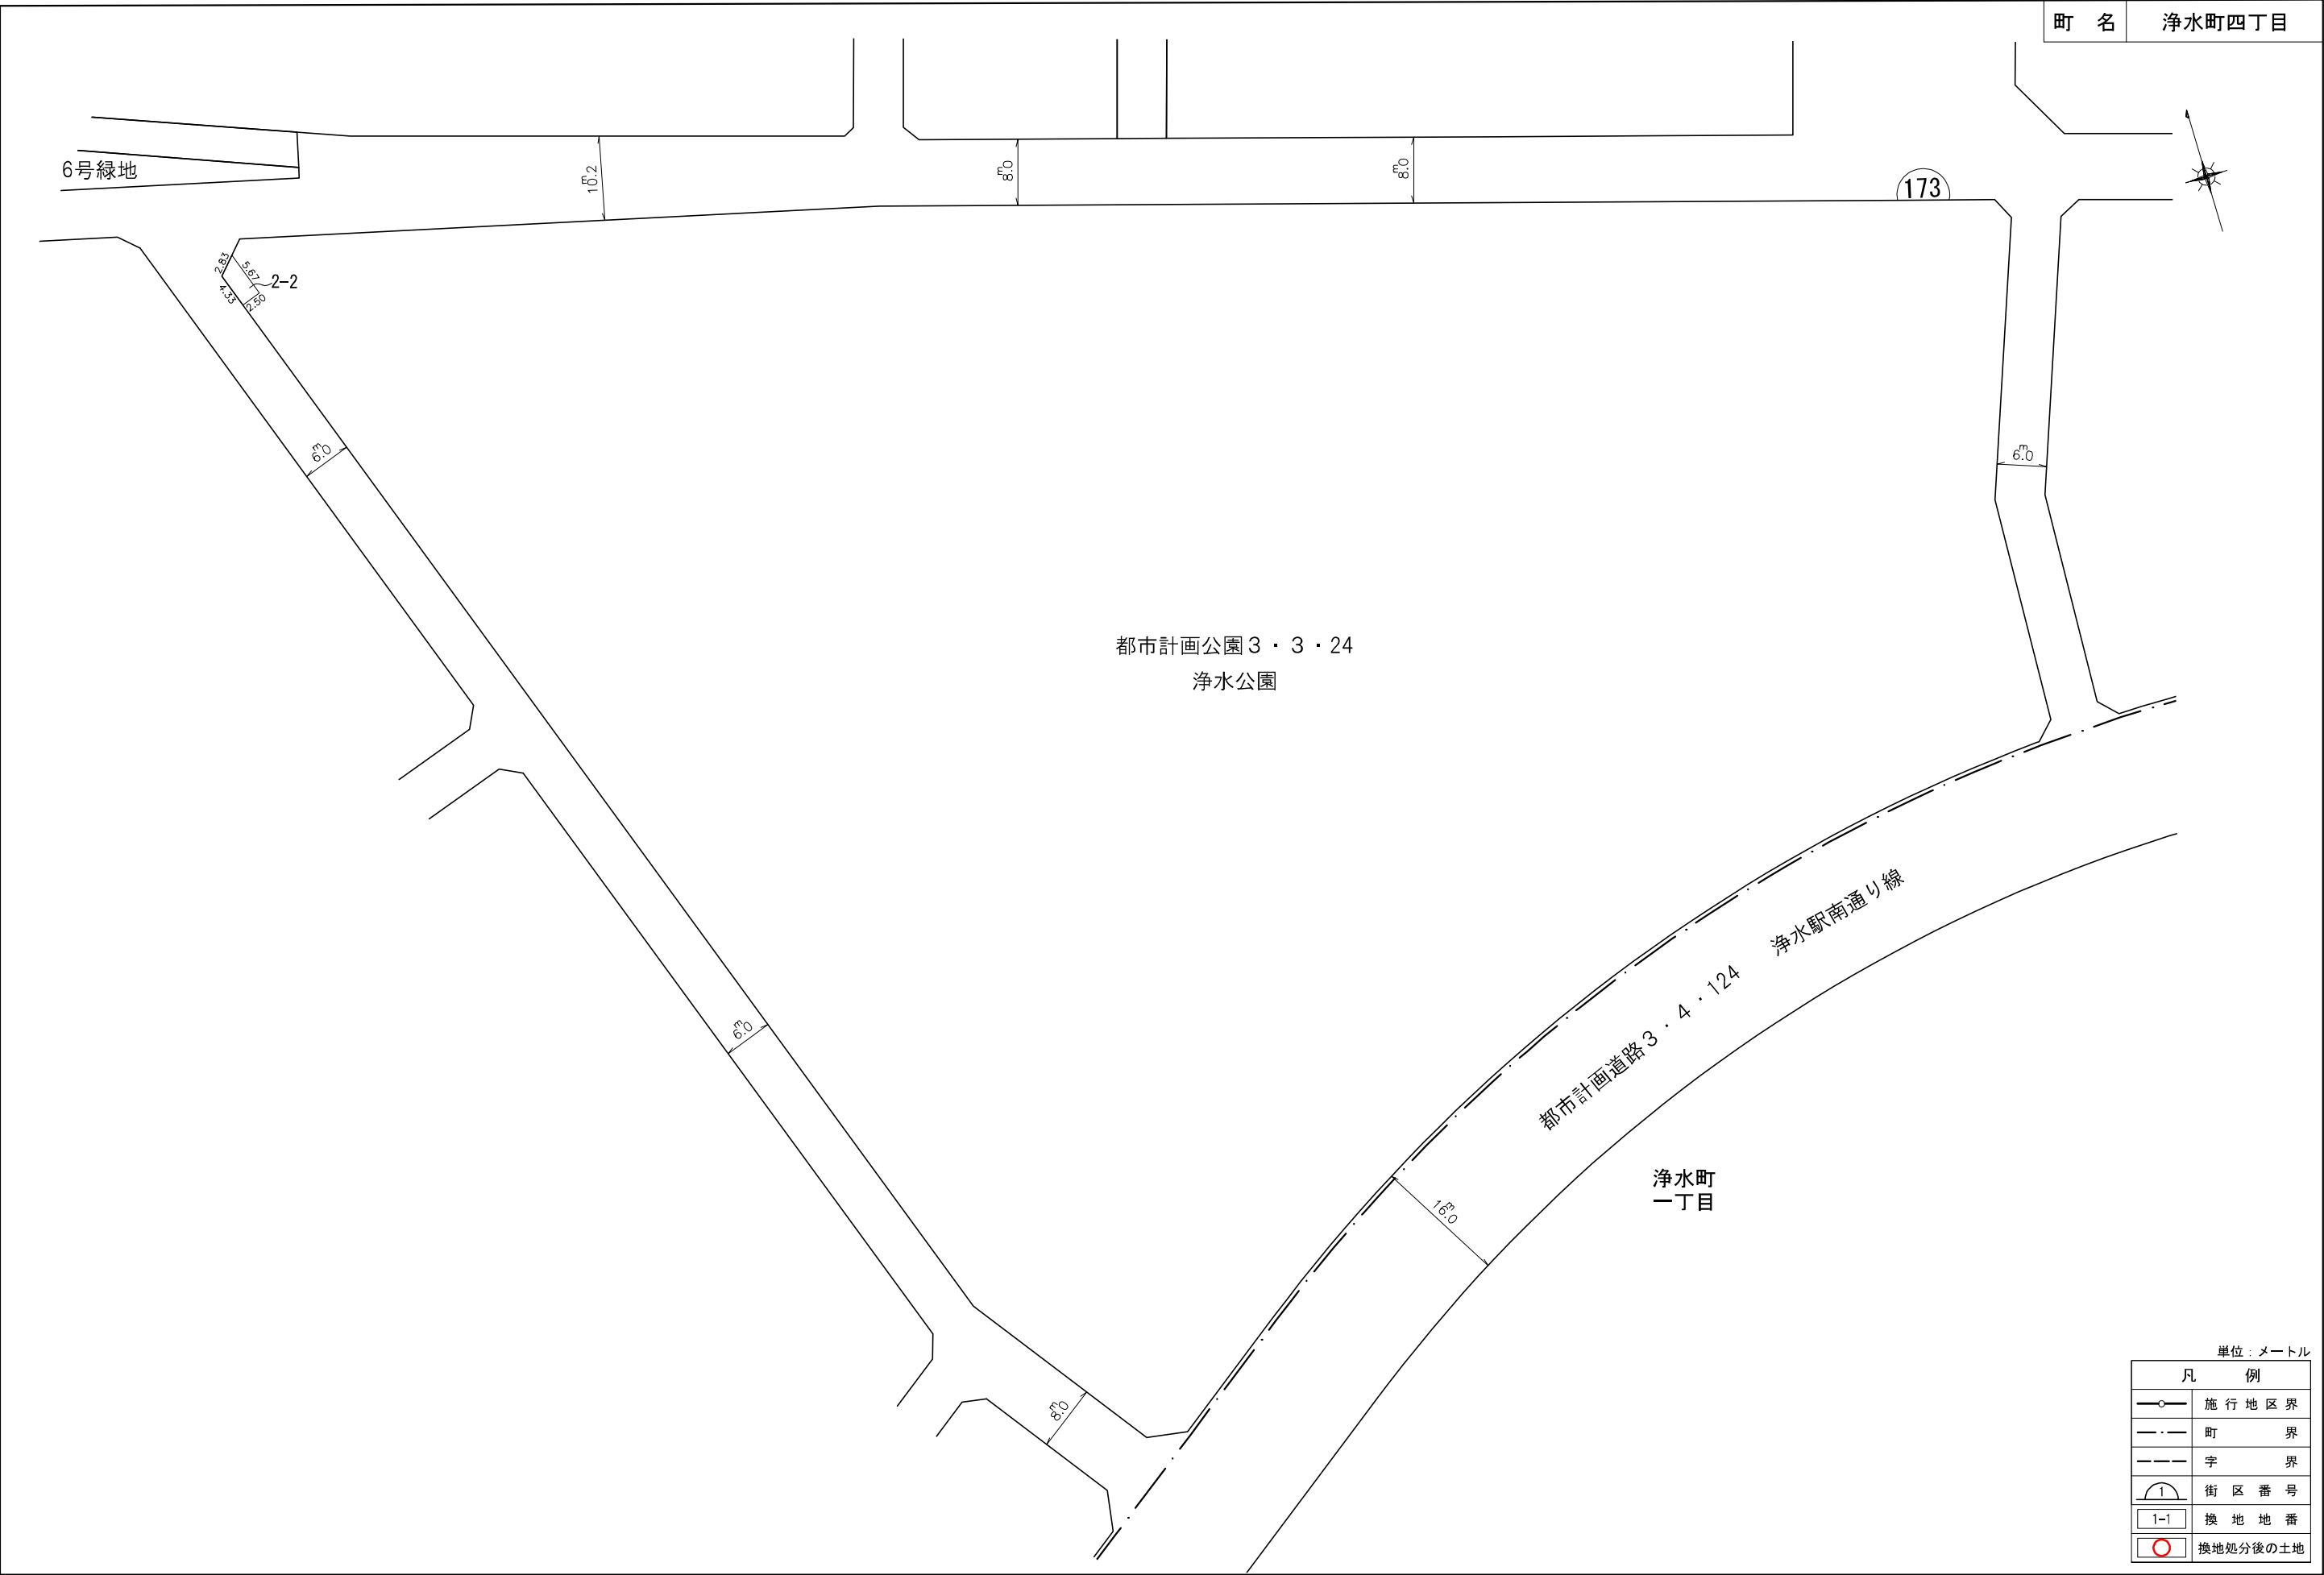 町 名 浄水町四丁目
6号緑地
10.2m
8.0m
8.0m
173
2.83
5.67
2-2
4.33
2.50
6.0m
6.0m
都市計画公園3・3・24
浄水公園
浄水駅南通り線
都市計画道路3・4・124
6.0m
浄水町
一丁目
16.0m
8.0m
単位:メートル
凡 例
施行地区界
町 界
字 界
1 街区番号
1-1 換地地番
換地処分後の土地